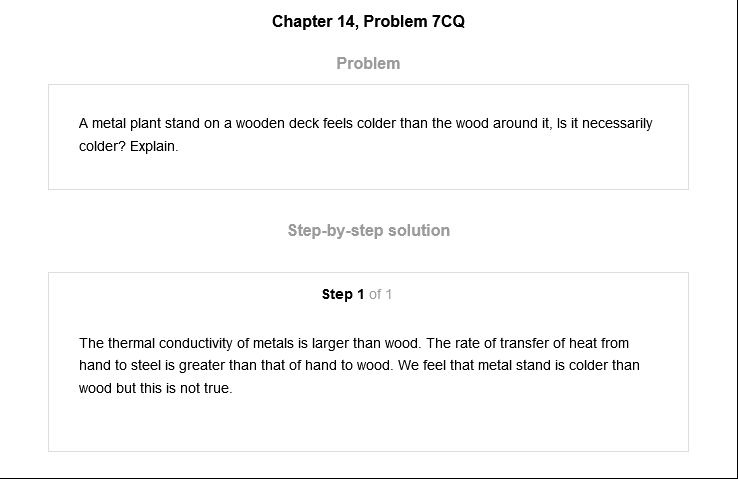 Chapter 14, Problem 7CQ
Problem
A metal plant stand on a wooden deck feels colder than the wood around it, Is it necessarily
colder? Explain.
Step-by-step solution
Step 1 of 1
The thermal conductivity of metals is larger than wood. The rate of transfer of heat from
hand to steel is greater than that of hand to wood. We feel that metal stand is colder than
wood but this is not true.